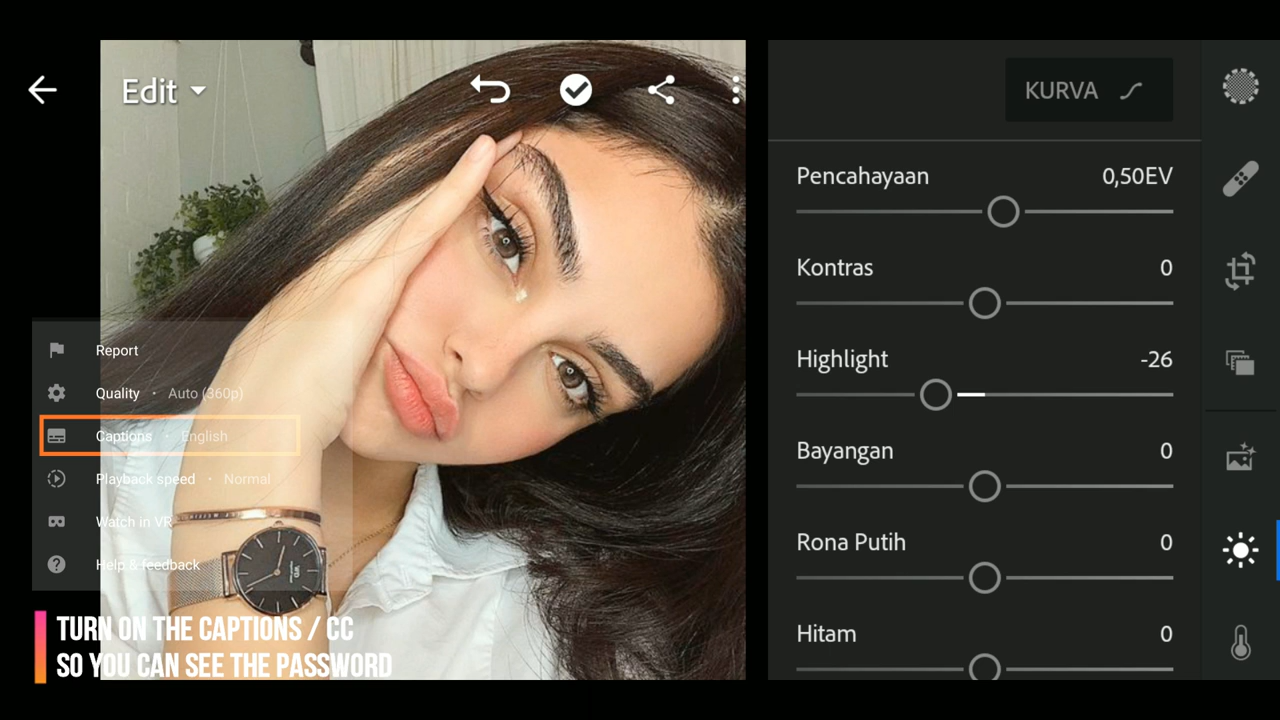 Edit
KURVA
Pencahayaan 0,50EV
Kontras 0
Highlight -26
Bayangan 0
Rona Putih 0
Hitam 0
Report
Quality • Auto (360p)
Captions • English
Playback speed • Normal
Watch in VR
Help & feedback
TURN ON THE CAPTIONS / CC
SO YOU CAN SEE THE PASSWORD